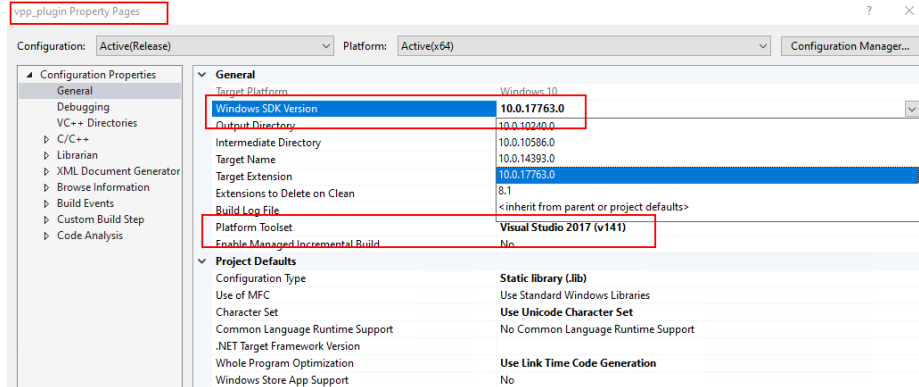 vpp_plugin Property Pages ? ×
Configuration: Active(Release) Platform: Active(x64) Configuration Manager...
Configuration Properties
General
Debugging
VC++ Directories
C/C++
Librarian
XML Document Generator
Browse Information
Build Events
Custom Build Step
Code Analysis
General
Target Platform Windows 10
Windows SDK Version 10.0.17763.0
Output Directory 10.0.10240.0
Intermediate Directory 10.0.10586.0
Target Name 10.0.14393.0
Target Extension 10.0.17763.0
Extensions to Delete on Clean 8.1
Build Log File <inherit from parent or project defaults>
Platform Toolset Visual Studio 2017 (v141)
Enable Managed Incremental Build No
Project Defaults
Configuration Type Static library (.lib)
Use of MFC Use Standard Windows Libraries
Character Set Use Unicode Character Set
Common Language Runtime Support No Common Language Runtime Support
.NET Target Framework Version
Whole Program Optimization Use Link Time Code Generation
Windows Store App Support No